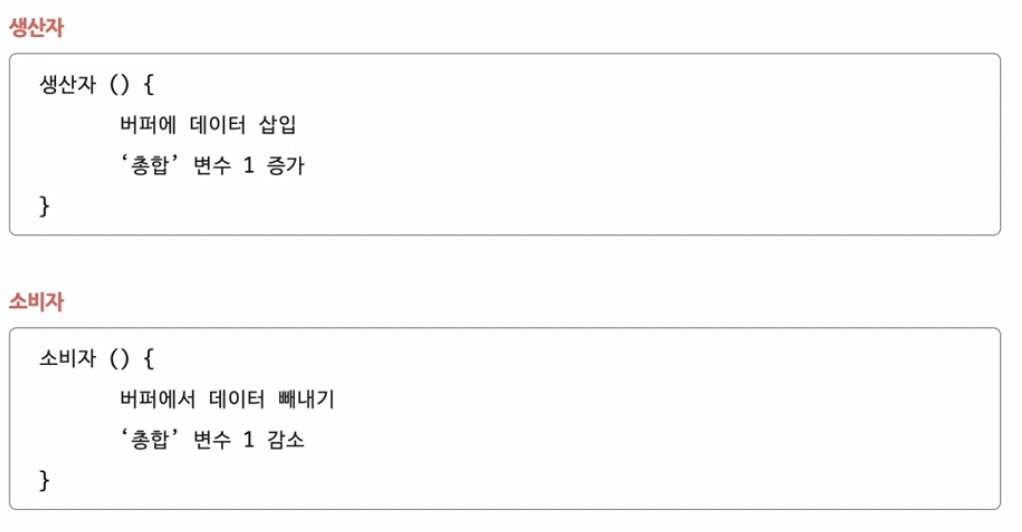 생산자
생산자 () {
버퍼에 데이터 삽입
‘총합’ 변수 1 증가
}
소비자
소비자 () {
버퍼에서 데이터 빼내기
‘총합’ 변수 1 감소
}